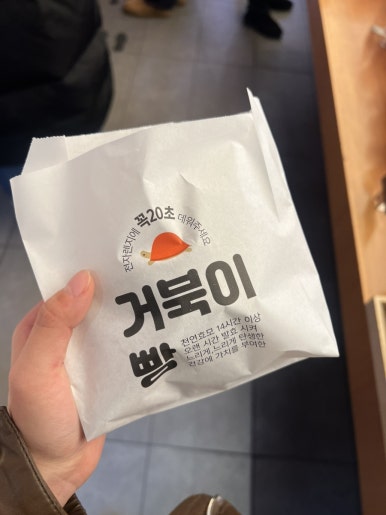 전자렌지에 꼭20초 데워주세요
거북이
빵
천연효모 14시간 이상
오랜 시간 발효 시켜
느리게 느리게 탄생한
건강에 가치를 부여한